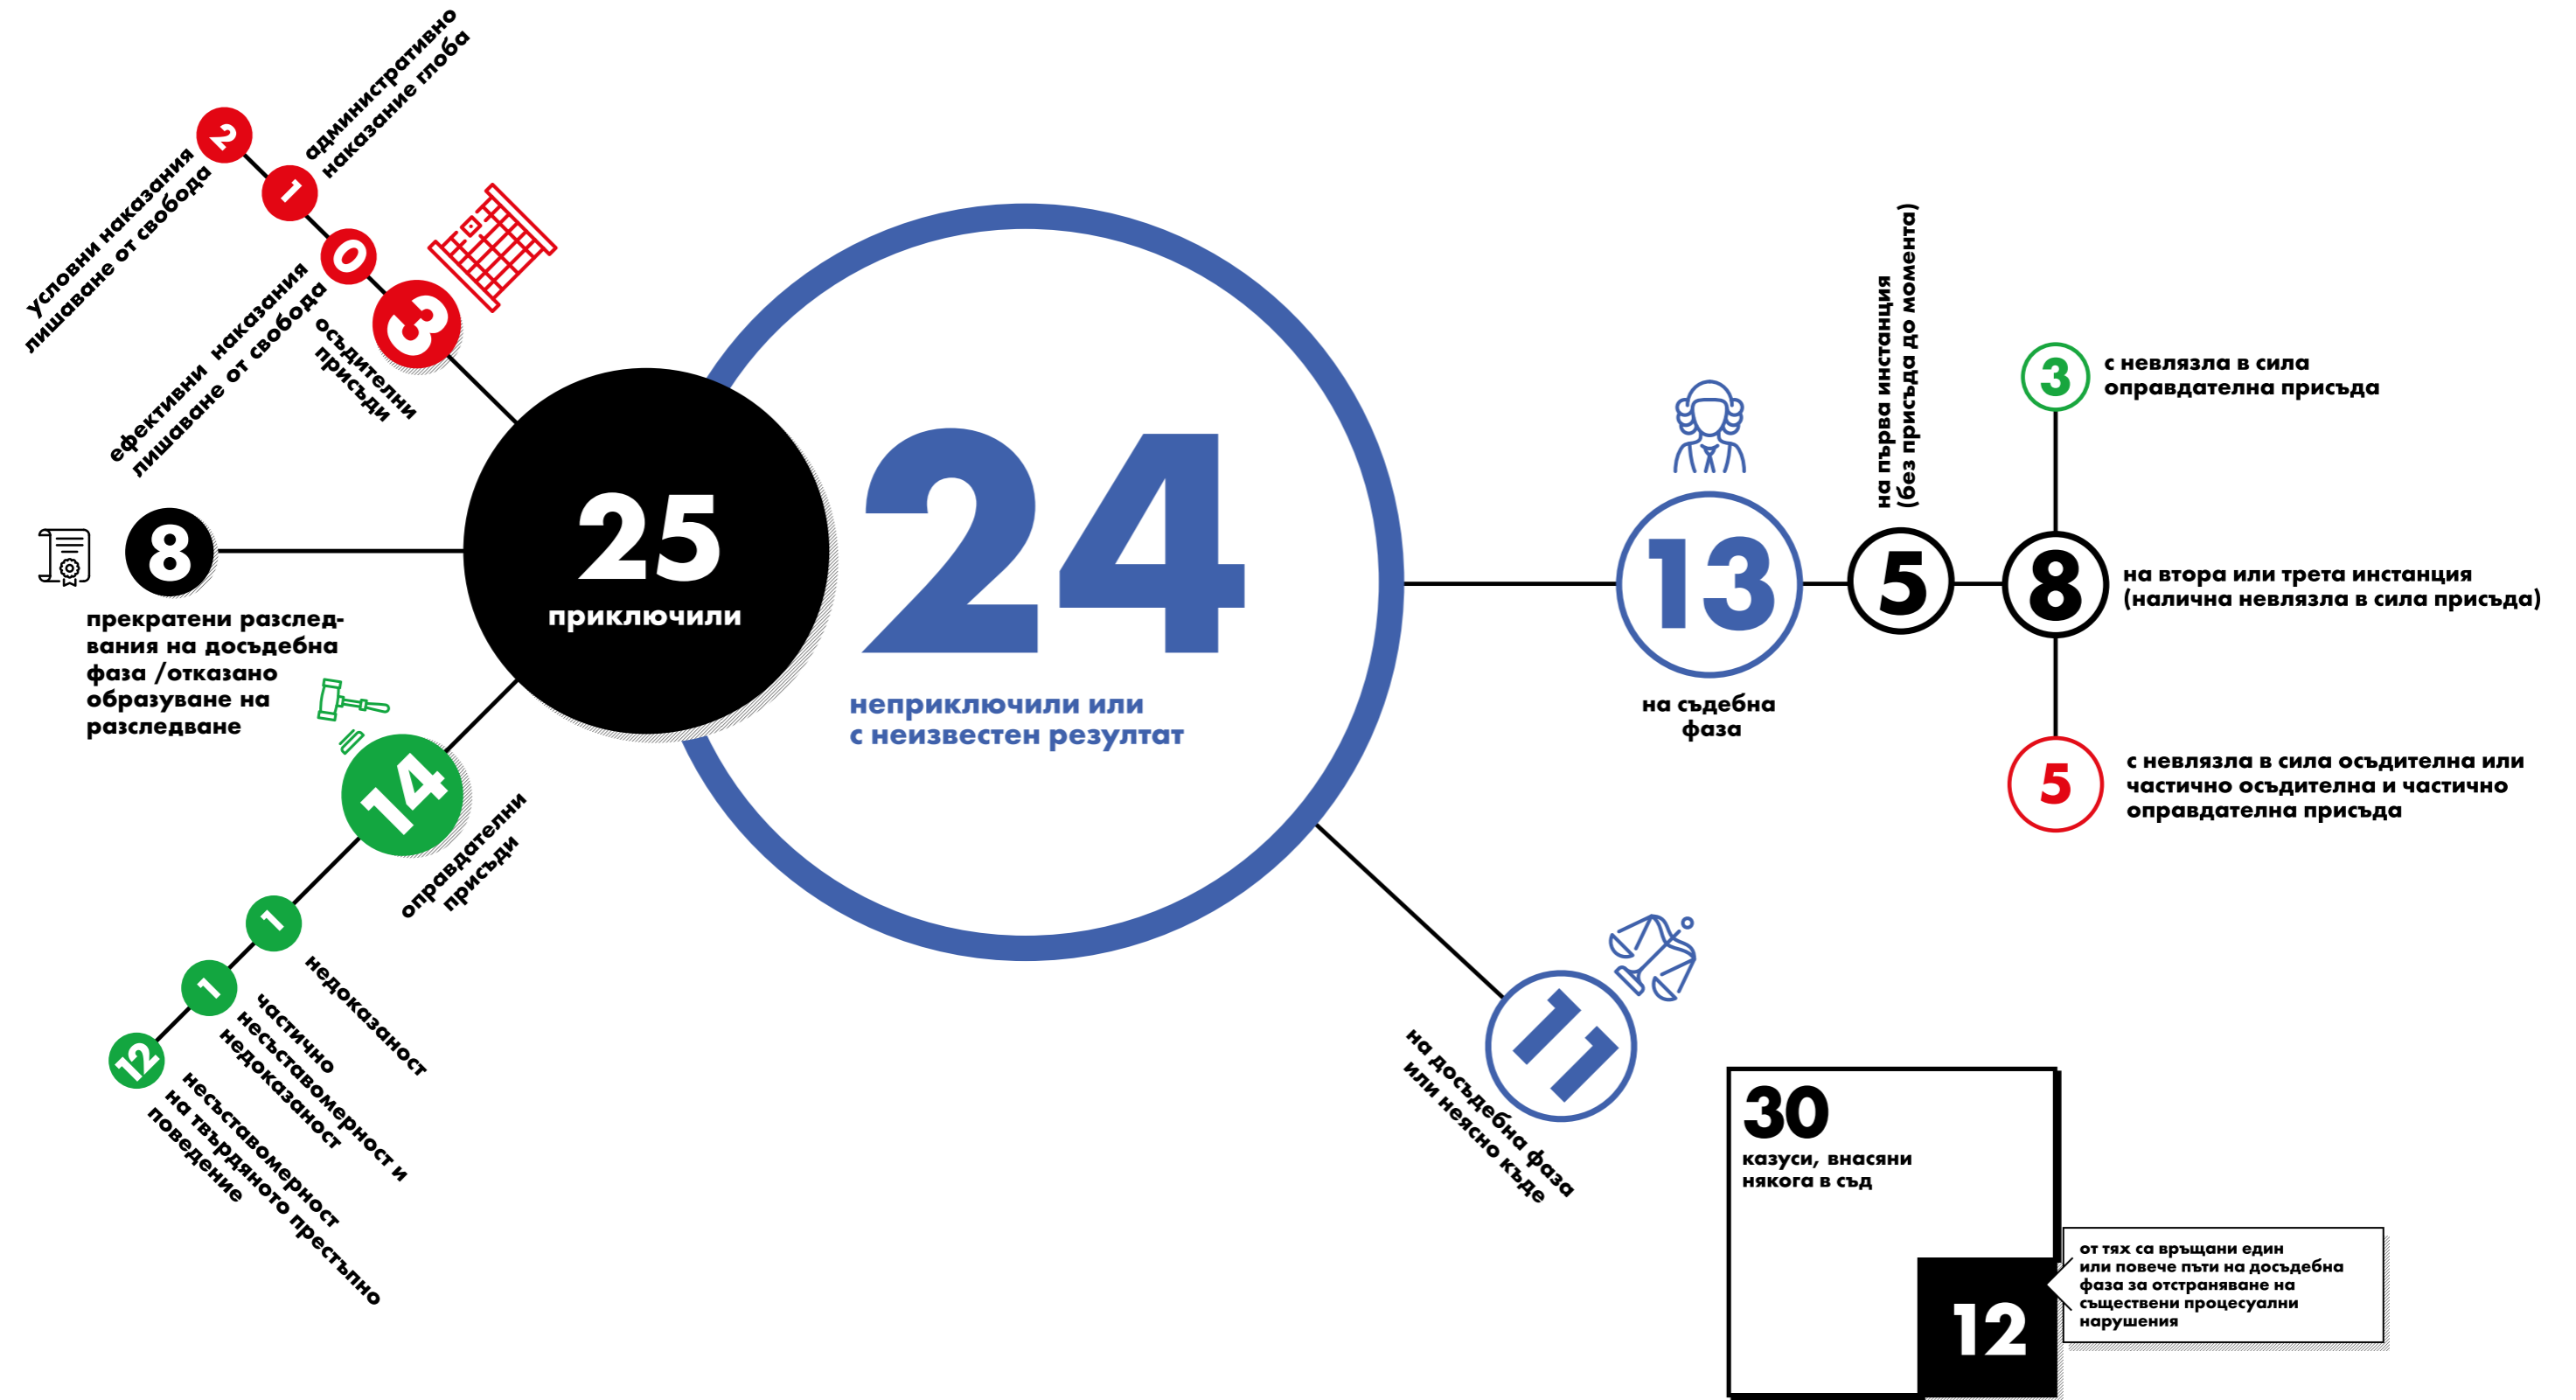 2
условни наказания
лишаване от свобода
1
административно
наказание глоба
0
ефективни наказания
лишаване от свобода
3
осъдителни
присъди
8
прекратени разслед-
вания на досъдебна
фаза /отказано
образуване на
разследване
25
приключили
14
оправдателни
присъди
1
недоказаност
1
частично
несъставомерност и
недоказаност
12
несъставомерност
на твърдяното престъпно
поведение
24
неприключили или
с неизвестен резултат
13
на съдебна
фаза
5
на първа инстанция
(без присъда до момента)
8
на втора или трета инстанция
(налична невлязла в сила присъда)
3
с невлязла в сила
оправдателна присъда
5
с невлязла в сила осъдителна или
частично осъдителна и частично
оправдателна присъда
11
на досъдебна фаза
или неясно къде
30
казуси, внасяни
някога в съд
12
от тях са връщани един
или повече пъти на досъдебна
фаза за отстраняване на
съществени процесуални
нарушения